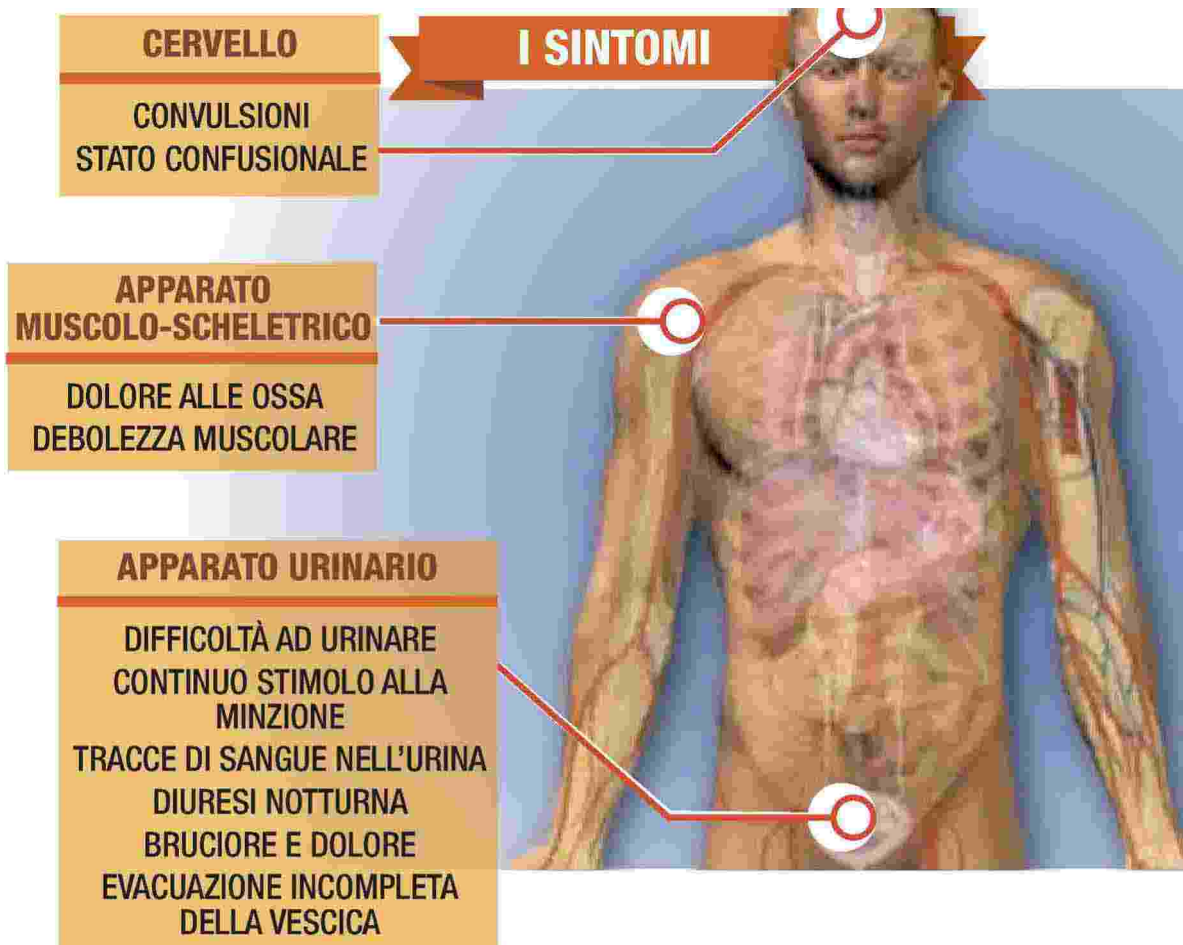 I SINTOMI
CERVELLO
CONVULSIONI
STATO CONFUSIONALE
APPARATO
MUSCOLO-SCHELETRICO
DOLORE ALLE OSSA
DEBOLEZZA MUSCOLARE
APPARATO URINARIO
DIFFICOLTÀ AD URINARE
CONTINUO STIMOLO ALLA
MINZIONE
TRACCE DI SANGUE NELL'URINA
DIURESI NOTTURNA
BRUCIORE E DOLORE
EVACUAZIONE INCOMPLETA
DELLA VESCICA